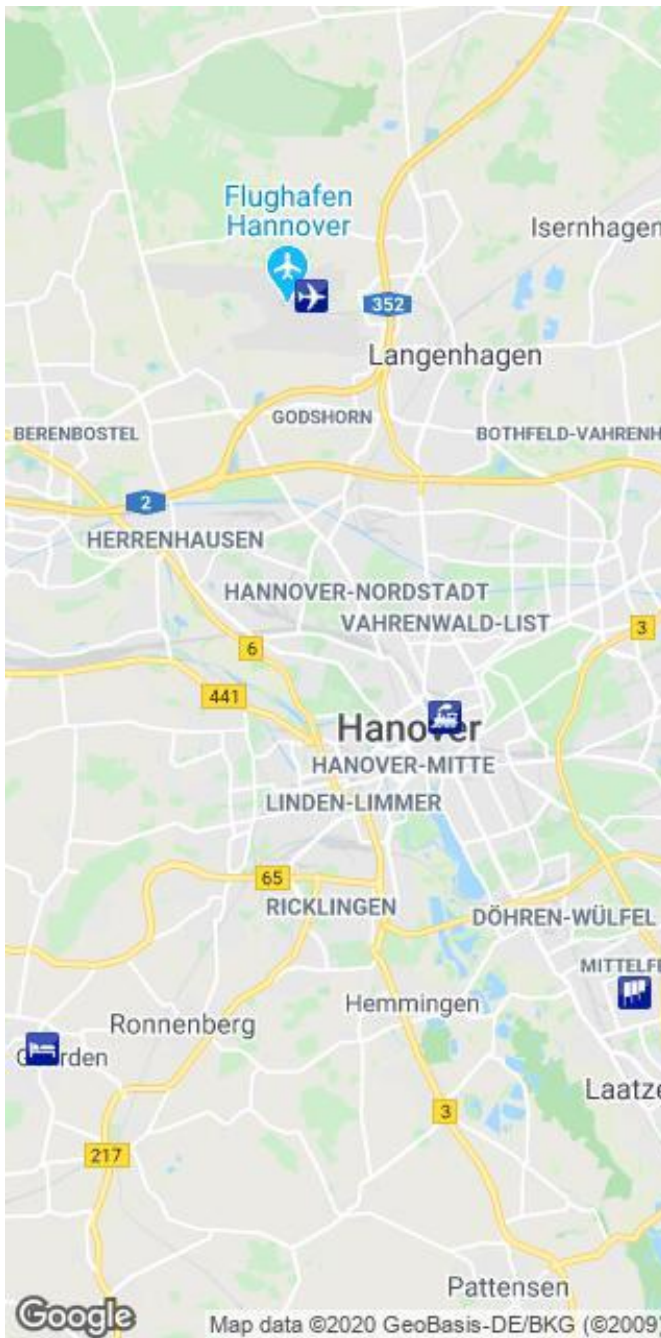 Flughafen
Hannover
Isernhagen
352
Langenhagen
GODSHORN
BERENBOSTEL
BOTHFELD-VAHRENH
2
HERRENHAUSEN
HANNOVER-NORDSTADT
VAHRENWALD-LIST
3
6
441
Hanover
HANOVER-MITTE
LINDEN-LIMMER
65
RICKLINGEN
DÖHREN-WÜLFEL
MITTELFE
Hemmingen
Ronnenberg
rden
Laatze
3
217
Pattensen
Google
Map data ©2020 GeoBasis-DE/BKG (©2009